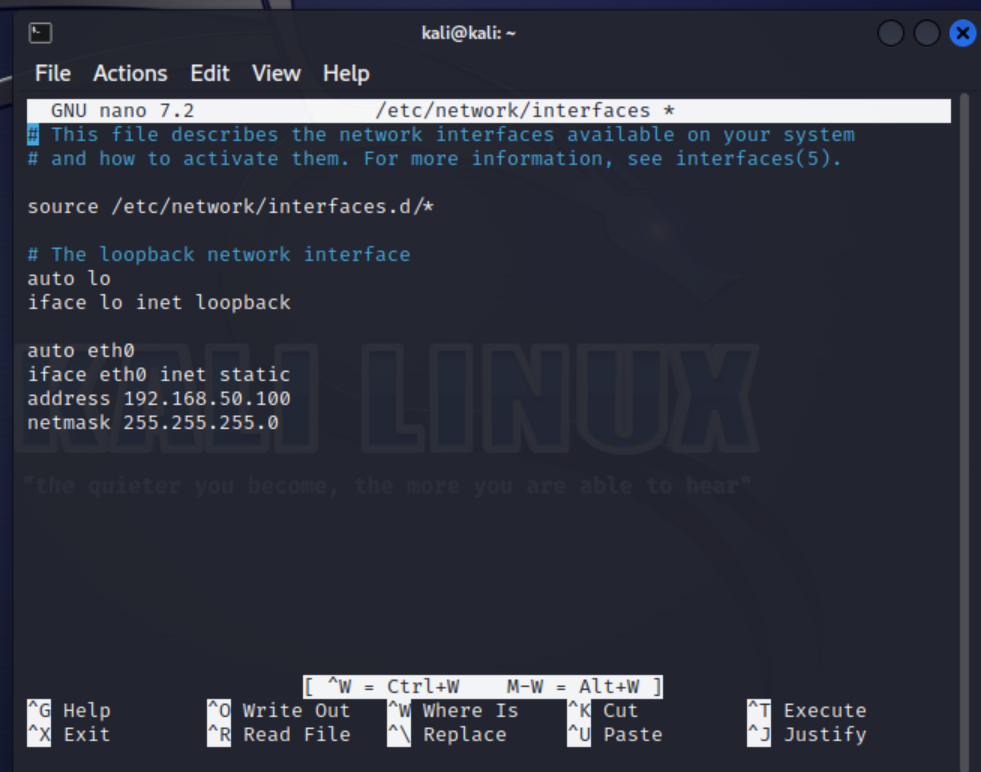 kali@kali: ~
File Actions Edit View Help
GNU nano 7.2 /etc/network/interfaces *
# This file describes the network interfaces available on your system
# and how to activate them. For more information, see interfaces(5).
source /etc/network/interfaces.d/*
# The loopback network interface
auto lo
iface lo inet loopback
auto eth0
iface eth0 inet static
address 192.168.50.100
netmask 255.255.255.0
KALI LINUX
"the quieter you become, the more you are able to hear"
[ ^W = Ctrl+W M-W = Alt+W ]
^G Help ^O Write Out ^W Where Is ^K Cut ^T Execute
^X Exit ^R Read File ^\ Replace ^U Paste ^J Justify